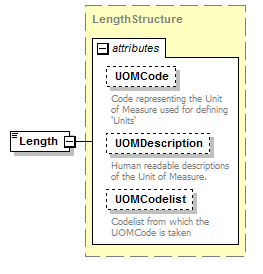 LengthStructure
attributes
UOMCode
Code representing the Unit
of Measure used for defining
'Units'
Length
UOMDescription
Human readable descriptions
of the Unit of Measure.
UOMCodelist
Codelist from which the
UOMCode is taken